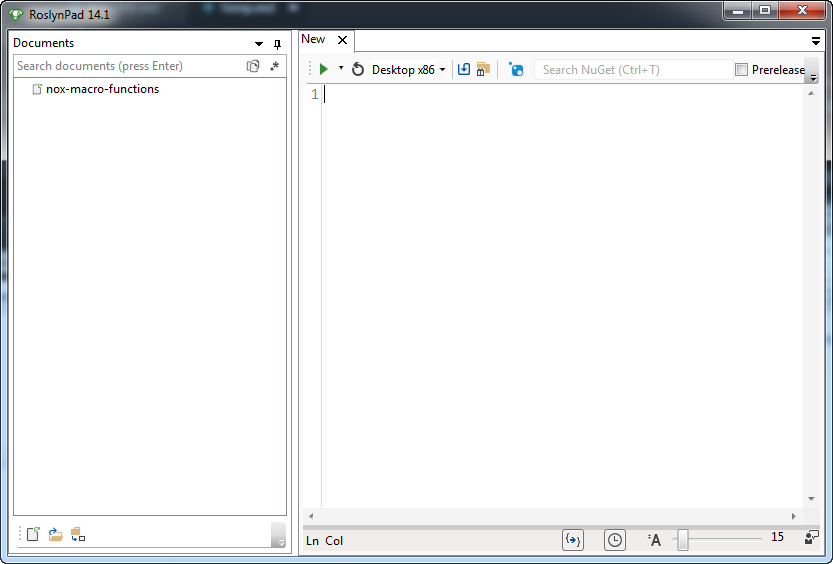 RoslynPad 14.1
Documents
Search documents (press Enter)
.*
nox-macro-functions
New
Desktop x86
Search NuGet (Ctrl+T)
Prerelease
1
Ln Col
A
15